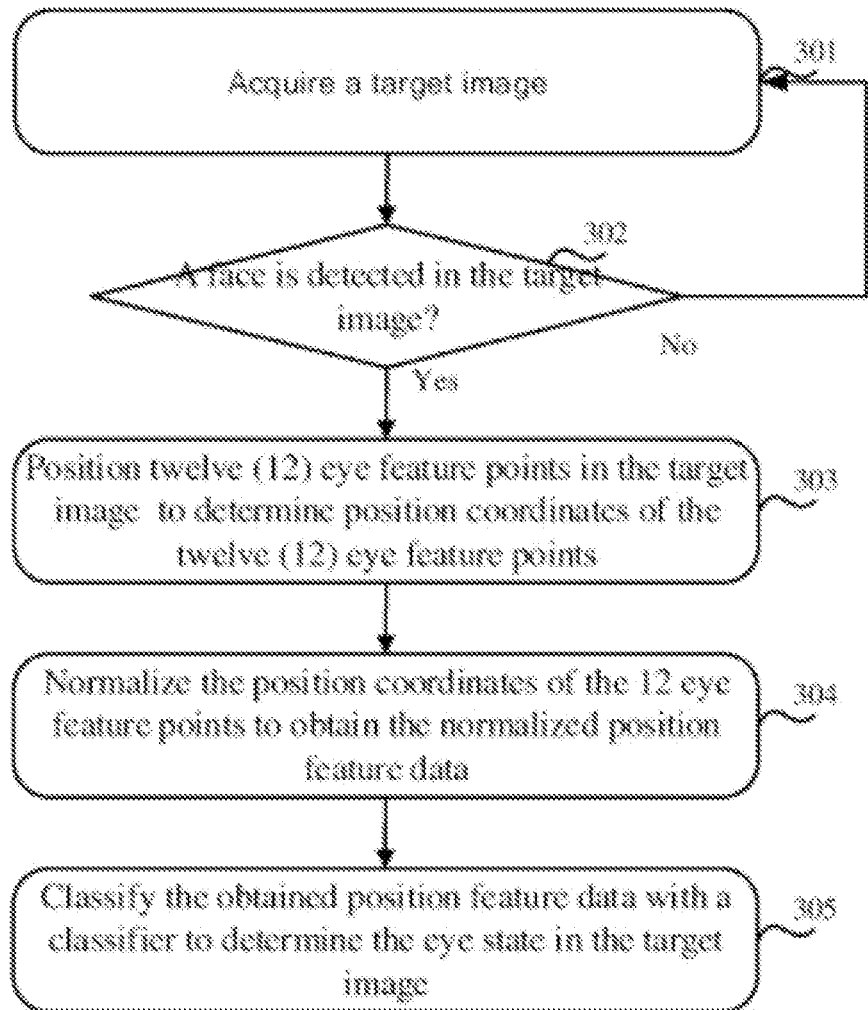 Acquire a target image
301
302
A face is detected in the target
image?
No
Yes
Position twelve (12) eye feature points in the target
image to determine position coordinates of the
twelve (12) eye feature points
303
Normalize the position coordinates of the 12 eye
feature points to obtain the normalized position
feature data
304
Classify the obtained position feature data with a
classifier to determine the eye state in the target
image
305